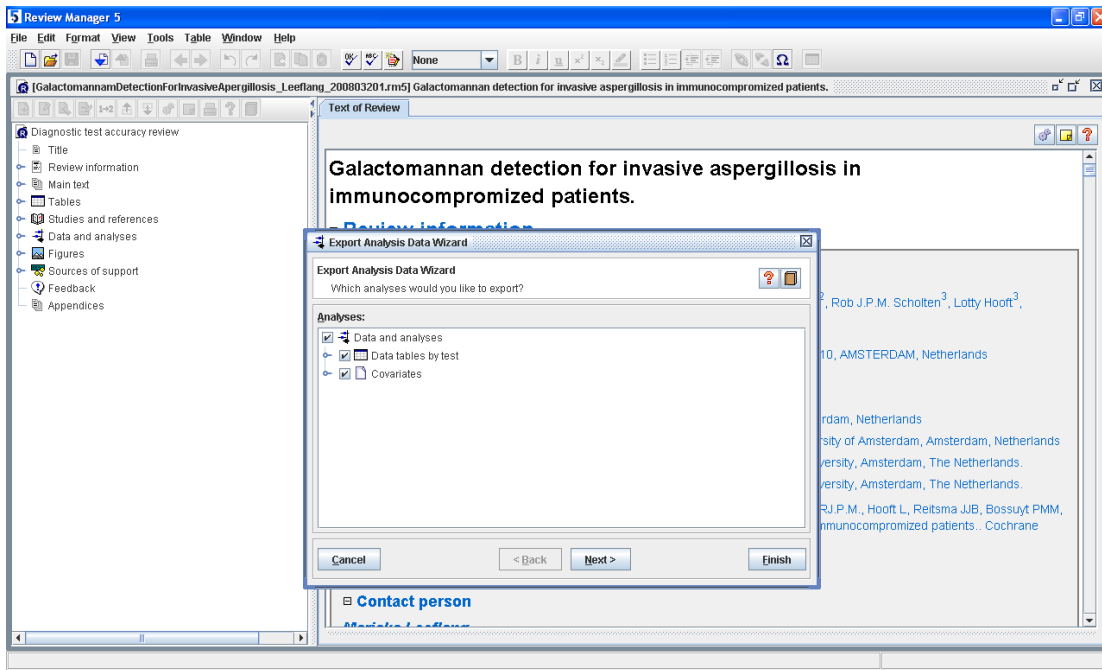 Review Manager 5
File Edit Format View Tools Table Window Help
None
[GalactomannamDetectionForInvasiveApergillosis_Leeflang_200803201.rm5] Galactomannan detection for invasive aspergillosis in immunocompromized patients.
Text of Review
Diagnostic test accuracy review
Title
Review information
Main text
Tables
Studies and references
Data and analyses
Figures
Sources of support
Feedback
Appendices
Galactomannan detection for invasive aspergillosis in
immunocompromized patients.
Review information
Export Analysis Data Wizard
Export Analysis Data Wizard
Which analyses would you like to export?
Analyses:
Data and analyses
Data tables by test
Covariates
Cancel < Back Next > Finish
, Rob J.P.M. Scholten3, Lotty Hooft3,
10, AMSTERDAM, Netherlands
rdam, Netherlands
rsity of Amsterdam, Amsterdam, Netherlands
versity, Amsterdam, The Netherlands.
versity, Amsterdam, The Netherlands.
RJ.P.M., Hooft L, Reitsma JJB, Bossuyt PMM,
mmunocompromized patients.. Cochrane
Contact person